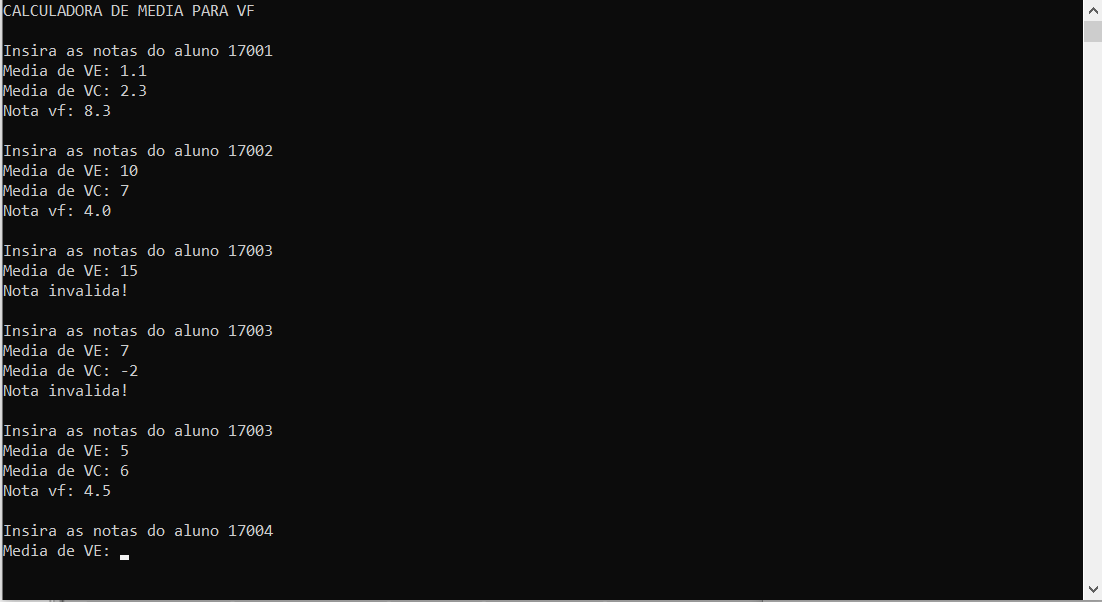 CALCULADORA DE MEDIA PARA VF
Insira as notas do aluno 17001
Media de VE: 1.1
Media de VC: 2.3
Nota vf: 8.3
Insira as notas do aluno 17002
Media de VE: 10
Media de VC: 7
Nota vf: 4.0
Insira as notas do aluno 17003
Media de VE: 15
Nota invalida!
Insira as notas do aluno 17003
Media de VE: 7
Media de VC: -2
Nota invalida!
Insira as notas do aluno 17003
Media de VE: 5
Media de VC: 6
Nota vf: 4.5
Insira as notas do aluno 17004
Media de VE: